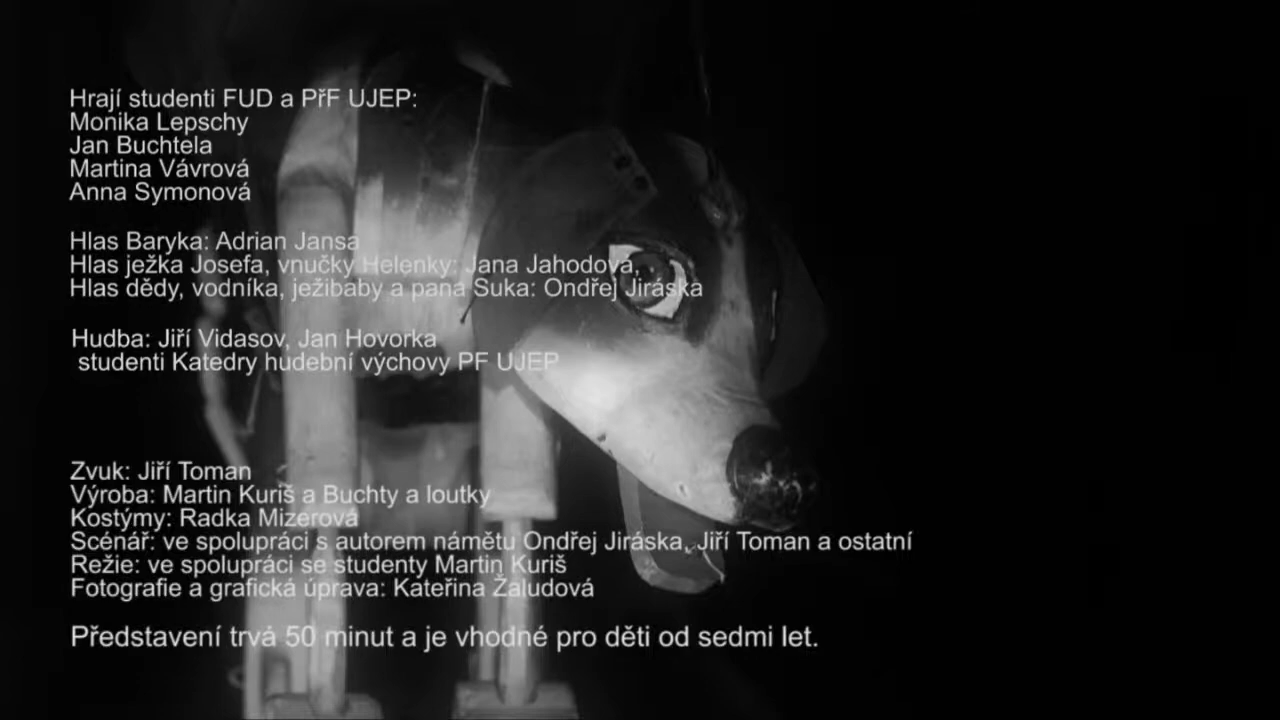 Hrají studenti FUD a PřF UJEP:
Monika Lepschy
Jan Buchtela
Martina Vávrová
Anna Symonová
Hlas Baryka: Adrian Jansa
Hlas ježka Josefa, vnučky Helenky: Jana Jahodová,
Hlas dědy, vodníka, ježibaby a pana Suka: Ondřej Jiráska
Hudba: Jiří Vidasov, Jan Hovorka
studenti Katedry hudební výchovy PF UJEP
Zvuk: Jiří Toman
Výroba: Martin Kuriš a Buchty a loutky
Kostýmy: Radka Mizerová
Scénář: ve spolupráci s autorem námětu Ondřej Jiráska, Jiří Toman a ostatní
Režie: ve spolupráci se studenty Martin Kuriš
Fotografie a grafická úprava: Kateřina Žaludová
Představení trvá 50 minut a je vhodné pro děti od sedmi let.